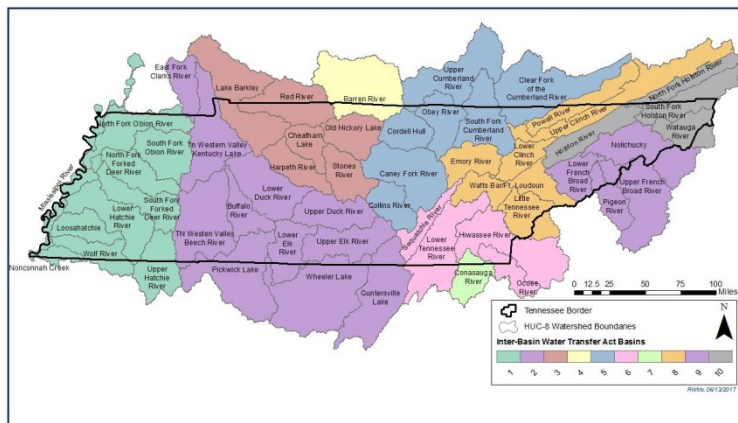 East Fork
Clarks River
Lake Barkley
Red River
Barren River
Upper
Cumberland
River
Clear Fork
of the
Cumberland River
North Fork Holston River
Powell River
Upper Clinch River
South Fork
Holston River
Watauga
River
North Fork Obion River
South Fork
Obion River
Tn Western Valley
Kentucky Lake
Cheatham
Lake
Old Hickory Lake
Cordell Hull
Obey River
South Fork
Cumberland
River
Holston River
Nolichucky
Mississippi River
North Fork
Forked
Deer River
Harpeth River
Stones
River
Caney Fork River
Emory River
Lower
Clinch
River
Lower
French
Broad
River
Upper French
Broad River
Pigeon
River
South Fork
Forked
Deer River
Lower
Hatchie
River
Loosahatchie
Buffalo
River
Lower
Duck River
Upper Duck River
Collins River
Watts Bar/Ft. Loudoun
Little
Tennessee
River
Sequatchie River
Lower
Tennessee
River
Hiwassee River
Nonconnah Creek
Wolf River
Upper
Hatchie
River
TN Westen Valley
Beech River
Lower
Elk
River
Upper Elk River
Pickwick Lake
Wheeler Lake
Guntersville
Lake
Conasauga
River
Ocoee
River
0 12.5 25 50 75 100
Miles
N
Tennessee Border
HUC-8 Watershed Boundaries
Inter-Basin Water Transfer Act Basins
1 2 3 4 5 6 7 8 9 10
RWMc 06/13/2017